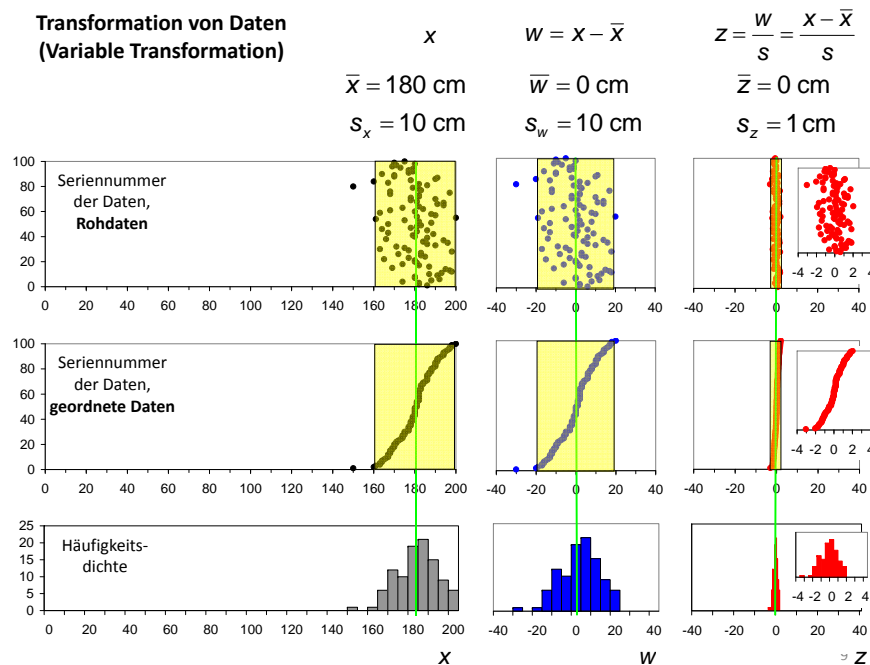 Transformation von Daten
(Variable Transformation)
x
w = x − x̄
z = w/s = (x − x̄)/s
x̄ = 180 cm
w̄ = 0 cm
z̄ = 0 cm
s_x = 10 cm
s_w = 10 cm
s_z = 1 cm
Seriennummer
der Daten,
Rohdaten
100
80
60
40
20
0
0 20 40 60 80 100 120 140 160 180 200
-40 -20 0 20 40
-40 -20 0 20 40
-4 -2 0 2 4
Seriennummer
der Daten,
geordnete Daten
100
80
60
40
20
0
0 20 40 60 80 100 120 140 160 180 200
-40 -20 0 20 40
-40 -20 0 20 40
-4 -2 0 2 4
Häufigkeits-
dichte
25
20
15
10
5
0
0 20 40 60 80 100 120 140 160 180 200
-40 -20 0 20 40
-40 -20 0 20 40
-4 -2 0 2 4
x
w
z